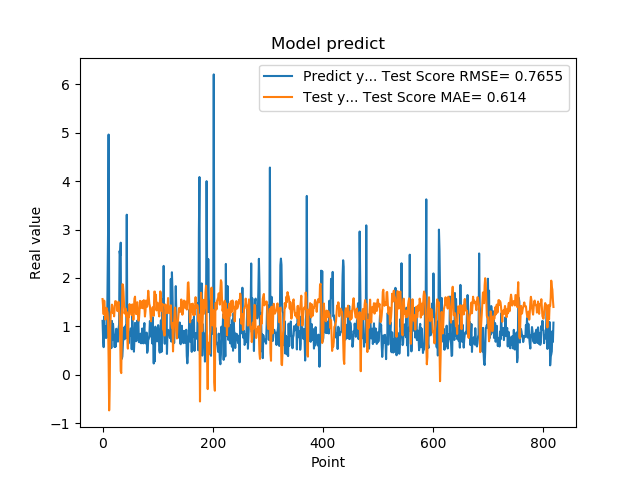 Model predict
Predict y... Test Score RMSE= 0.7655
Test y... Test Score MAE= 0.614
Real value
6
5
4
3
2
1
0
−1
0 200 400 600 800
Point